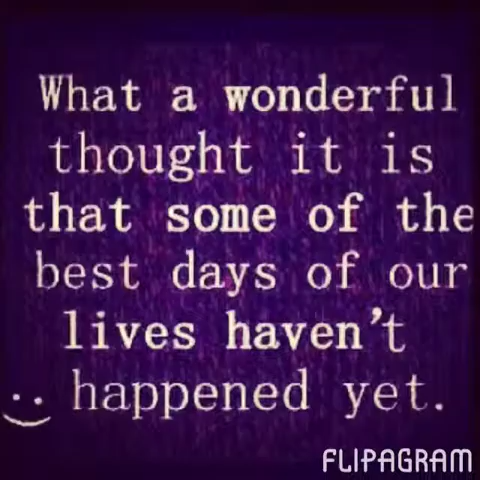 What a wonderful
thought it is
that some of the
best days of our
lives haven't
happened yet.
FLIPAGRAM